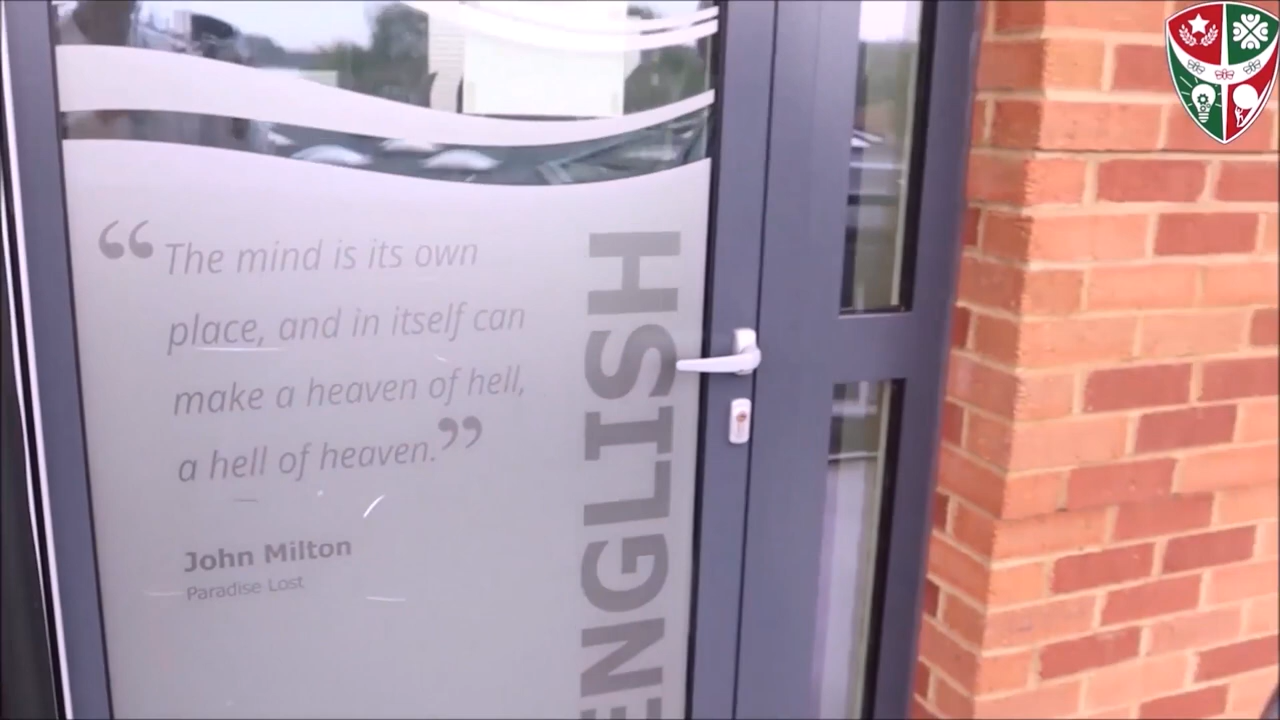 “The mind is its own
place, and in itself can
make a heaven of hell,
a hell of heaven.”
John Milton
Paradise Lost
ENGLISH